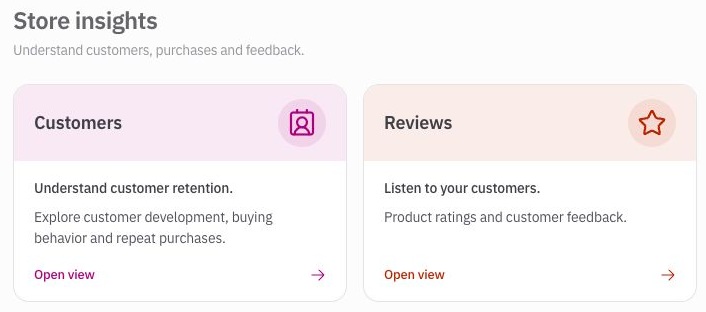 Store insights
Understand customers, purchases and feedback.
Customers
Understand customer retention.
Explore customer development, buying
behavior and repeat purchases.
Open view
Reviews
Listen to your customers.
Product ratings and customer feedback.
Open view